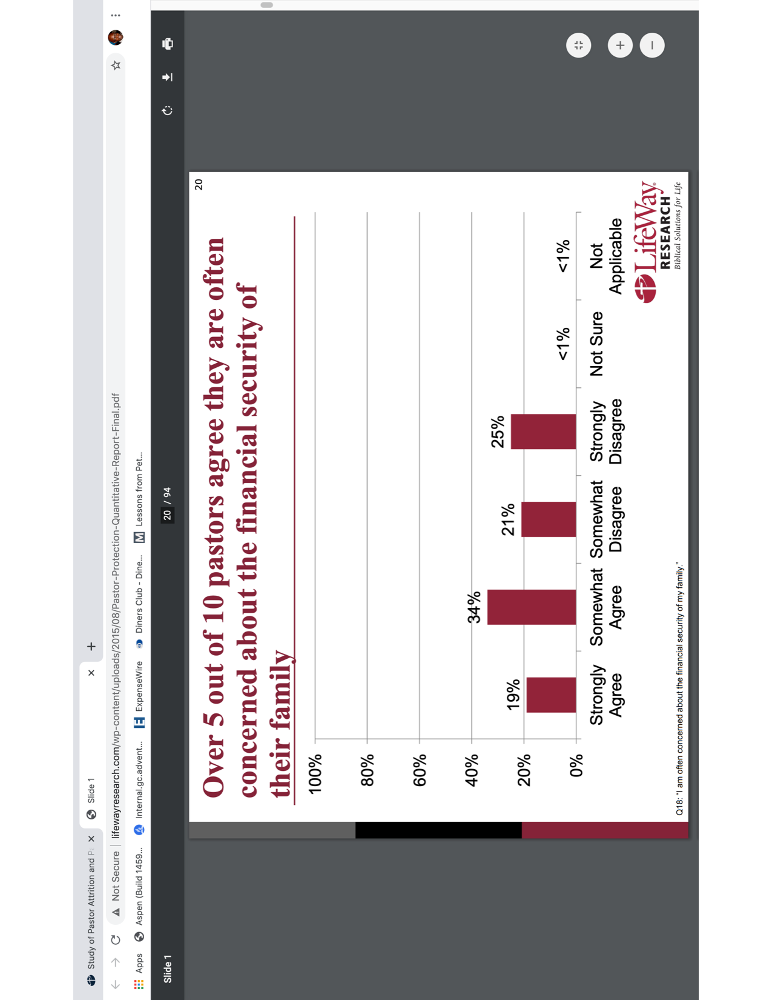 Study of Pastor Attrition and Pa
Slide 1
Not Secure | lifewayresearch.com/wp-content/uploads/2015/08/Pastor-Protection-Quantitative-Report-Final.pdf
Apps Aspen (Build 1459... Internal.gc.advent... E ExpenseWire Diners Club - Dine... M Lessons from Pet...
Slide 1 20 / 94
20
Over 5 out of 10 pastors agree they are often
concerned about the financial security of
their family
100%
80%
60%
40%
20%
0%
19%
34%
21%
25%
<1%
<1%
Strongly
Agree
Somewhat
Agree
Somewhat
Disagree
Strongly
Disagree
Not Sure
Not
Applicable
LifeWay®
RESEARCH
Biblical Solutions for Life
Q18: “I am often concerned about the financial security of my family.”